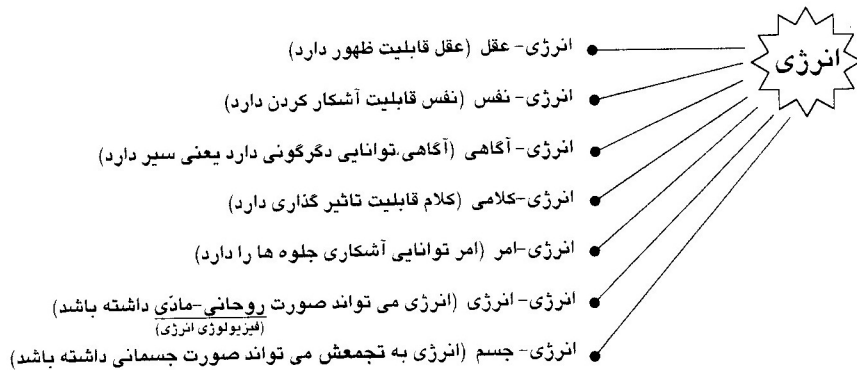 انرژی
انرژی- عقل (عقل قابلیت ظهور دارد)
انرژی- نفس (نفس قابلیت آشکار کردن دارد)
انرژی- آگاهی (آگاهی،توانایی دگرگونی دارد یعنی سیر دارد)
انرژی-کلامی (کلام قابلیت تاثیر گذاری دارد)
انرژی-امر (امر توانایی آشکاری جلوه ها را دارد)
انرژی- انرژی (انرژی می تواند صورت روحانی-مادّی داشته باشد)
(فیزیولوژی انرژی)
انرژی- جسم (انرژی به تجمعش می تواند صورت جسمانی داشته باشد)